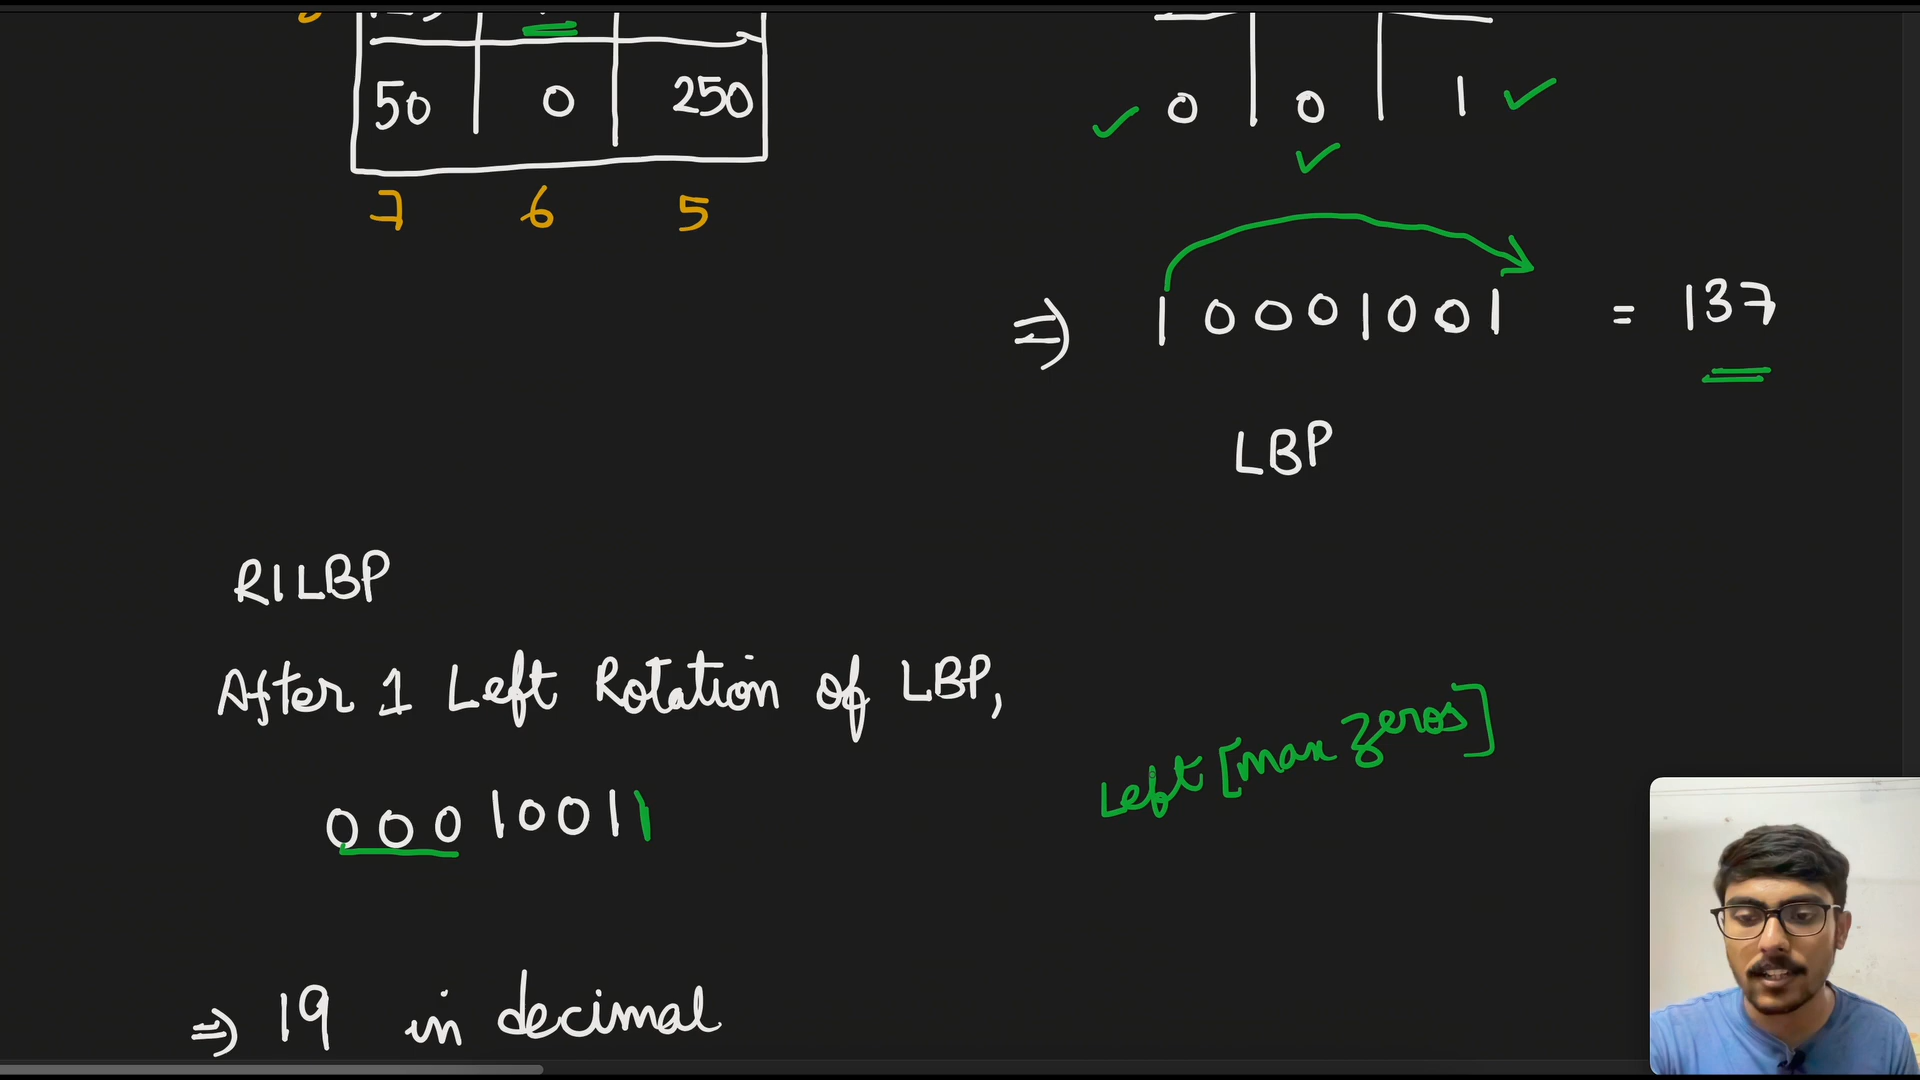 50 0 250
7 6 5
0 0 1
⇒ 10001001 = 137
LBP
RILBP
After 1 Left Rotation of LBP,
Left [max zeros]
00010011
⇒ 19 in decimal